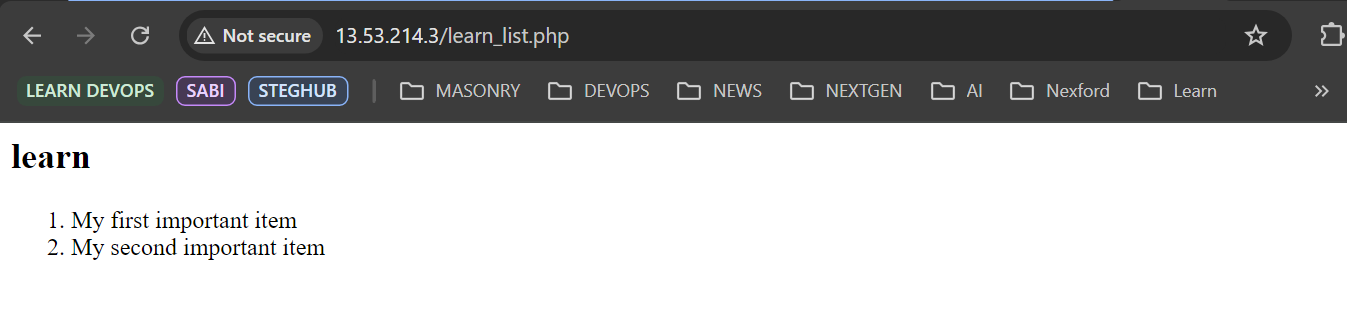 Not secure 13.53.214.3/learn_list.php
LEARN DEVOPS SABI STEGHUB MASONRY DEVOPS NEWS NEXTGEN AI Nexford Learn
learn
1. My first important item
2. My second important item